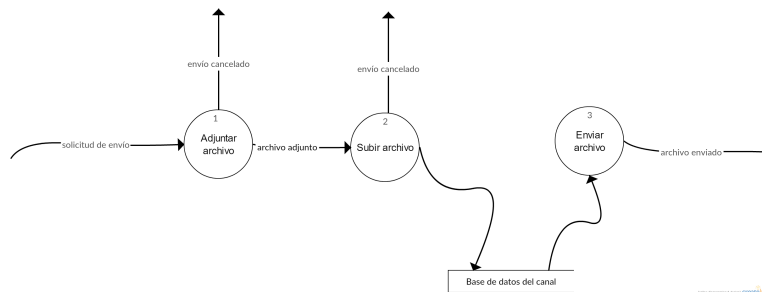 envío cancelado
envío cancelado
1
Adjuntar
archivo
2
Subir archivo
3
Enviar
archivo
solicitud de envío
archivo adjunto
archivo enviado
Base de datos del canal